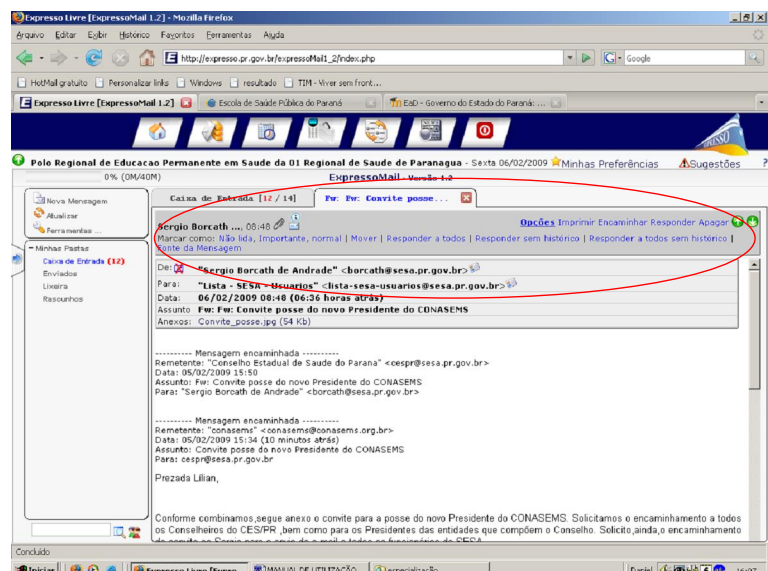 Expresso Livre [ExpressoMail 1.2] - Mozilla Firefox
Arquivo Editar Exibir Histórico Favoritos Ferramentas Ajuda
http://expresso.pr.gov.br/expressoMail1_2/index.php
Google
HotMail gratuito Personalizar links Windows resultado TIM - Viver sem front...
Expresso Livre [ExpressoMail 1.2] Escola de Saúde Pública do Paraná EaD - Governo do Estado do Paraná: ...
Polo Regional de Educacao Permanente em Saude da 01 Regional de Saude de Paranagua - Sexta 06/02/2009 Minhas Preferências Sugestões ?
0% (0M/40M) ExpressoMail - Versão 1.2
Nova Mensagem
Atualizar
Ferramentas ...
Minhas Pastas
Caixa de Entrada (12)
Enviados
Lixeira
Rascunhos
Caixa de Entrada [12 / 14] Fw: Fw: Convite posse...
Sergio Borcath ..., 08:48 Opções Imprimir Encaminhar Responder Apagar
Marcar como: Não lida, Importante, normal | Mover | Responder a todos | Responder sem histórico | Responder a todos sem histórico |
Fonte da Mensagem
De: "Sergio Borcath de Andrade" <borcath@sesa.pr.gov.br>
Para: "Lista - SESA - Usuarios" <lista-sesa-usuarios@sesa.pr.gov.br>
Data: 06/02/2009 08:48 (06:36 horas atrás)
Assunto Fw: Fw: Convite posse do novo Presidente do CONASEMS
Anexos: Convite_posse.jpg (54 Kb)
---------- Mensagem encaminhada ----------
Remetente: "Conselho Estadual de Saude do Parana" <cespr@sesa.pr.gov.br>
Data: 05/02/2009 15:50
Assunto: Fw: Convite posse do novo Presidente do CONASEMS
Para: "Sergio Borcath de Andrade" <borcath@sesa.pr.gov.br>
---------- Mensagem encaminhada ----------
Remetente: "conasems" <conasems@conasems.org.br>
Data: 05/02/2009 15:34 (10 minutos atrás)
Assunto: Convite posse do novo Presidente do CONASEMS
Para: cespr@sesa.pr.gov.br
Prezada Lilian,
Conforme combinamos,segue anexo o convite para a posse do novo Presidente do CONASEMS. Solicitamos o encaminhamento a todos
os Conselheiros do CES/PR ,bem como para os Presidentes das entidades que compõem o Conselho. Solicito,ainda,o encaminhamento
Concluído
Iniciar Expresso Livre [Expre... MANUAL DE UTILIZAÇÃO especialização Daniel 16:07